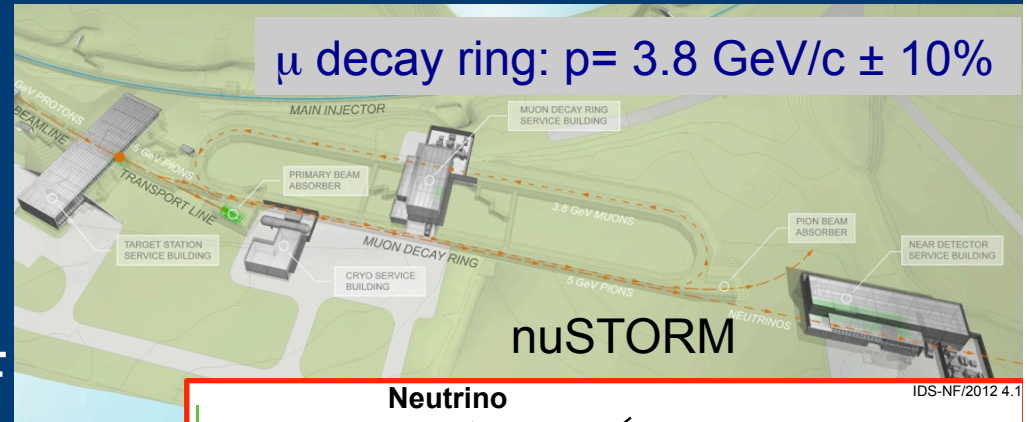 μ decay ring: p= 3.8 GeV/c ± 10%
MAIN INJECTOR
MUON DECAY RING
SERVICE BUILDING
GeV PROTONS
BEAMLINE
5 GeV PIONS
TRANSPORT LINE
PRIMARY BEAM
ABSORBER
3.8 GeV MUONS
PION BEAM
ABSORBER
TARGET STATION
SERVICE BUILDING
MUON DECAY RING
NEAR DETECTOR
SERVICE BUILDING
CRYO SERVICE
BUILDING
5 GeV PIONS
NEUTRINOS
nuSTORM
Neutrino
IDS-NF/2012 4.